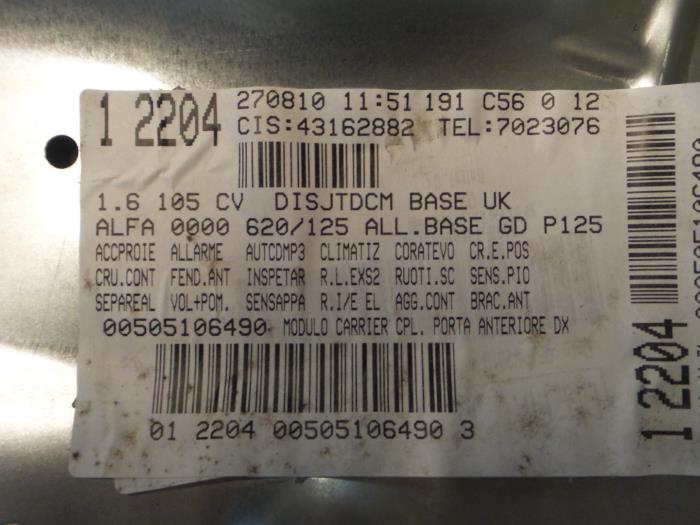 1 2204 270810 11:51 191 C56 0 12
CIS:43162882 TEL:7023076
1.6 105 CV DISJTDCM BASE UK
ALFA 0000 620/125 ALL.BASE GD P125
ACCPROIE ALLARME AUTCDMP3 CLIMATIZ CORATEVO CR.E.POS
CRU.CONT FEND.ANT INSPETAR R.L.EXS2 RUOTI.SC SENS.PIO
SEPAREAL VOL+POM. SENSAPPA R.I/E EL AGG.CONT BRAC.ANT
00505106490 MODULO CARRIER CPL. PORTA ANTERIORE DX
01 2204 00505106490 3
1 2204